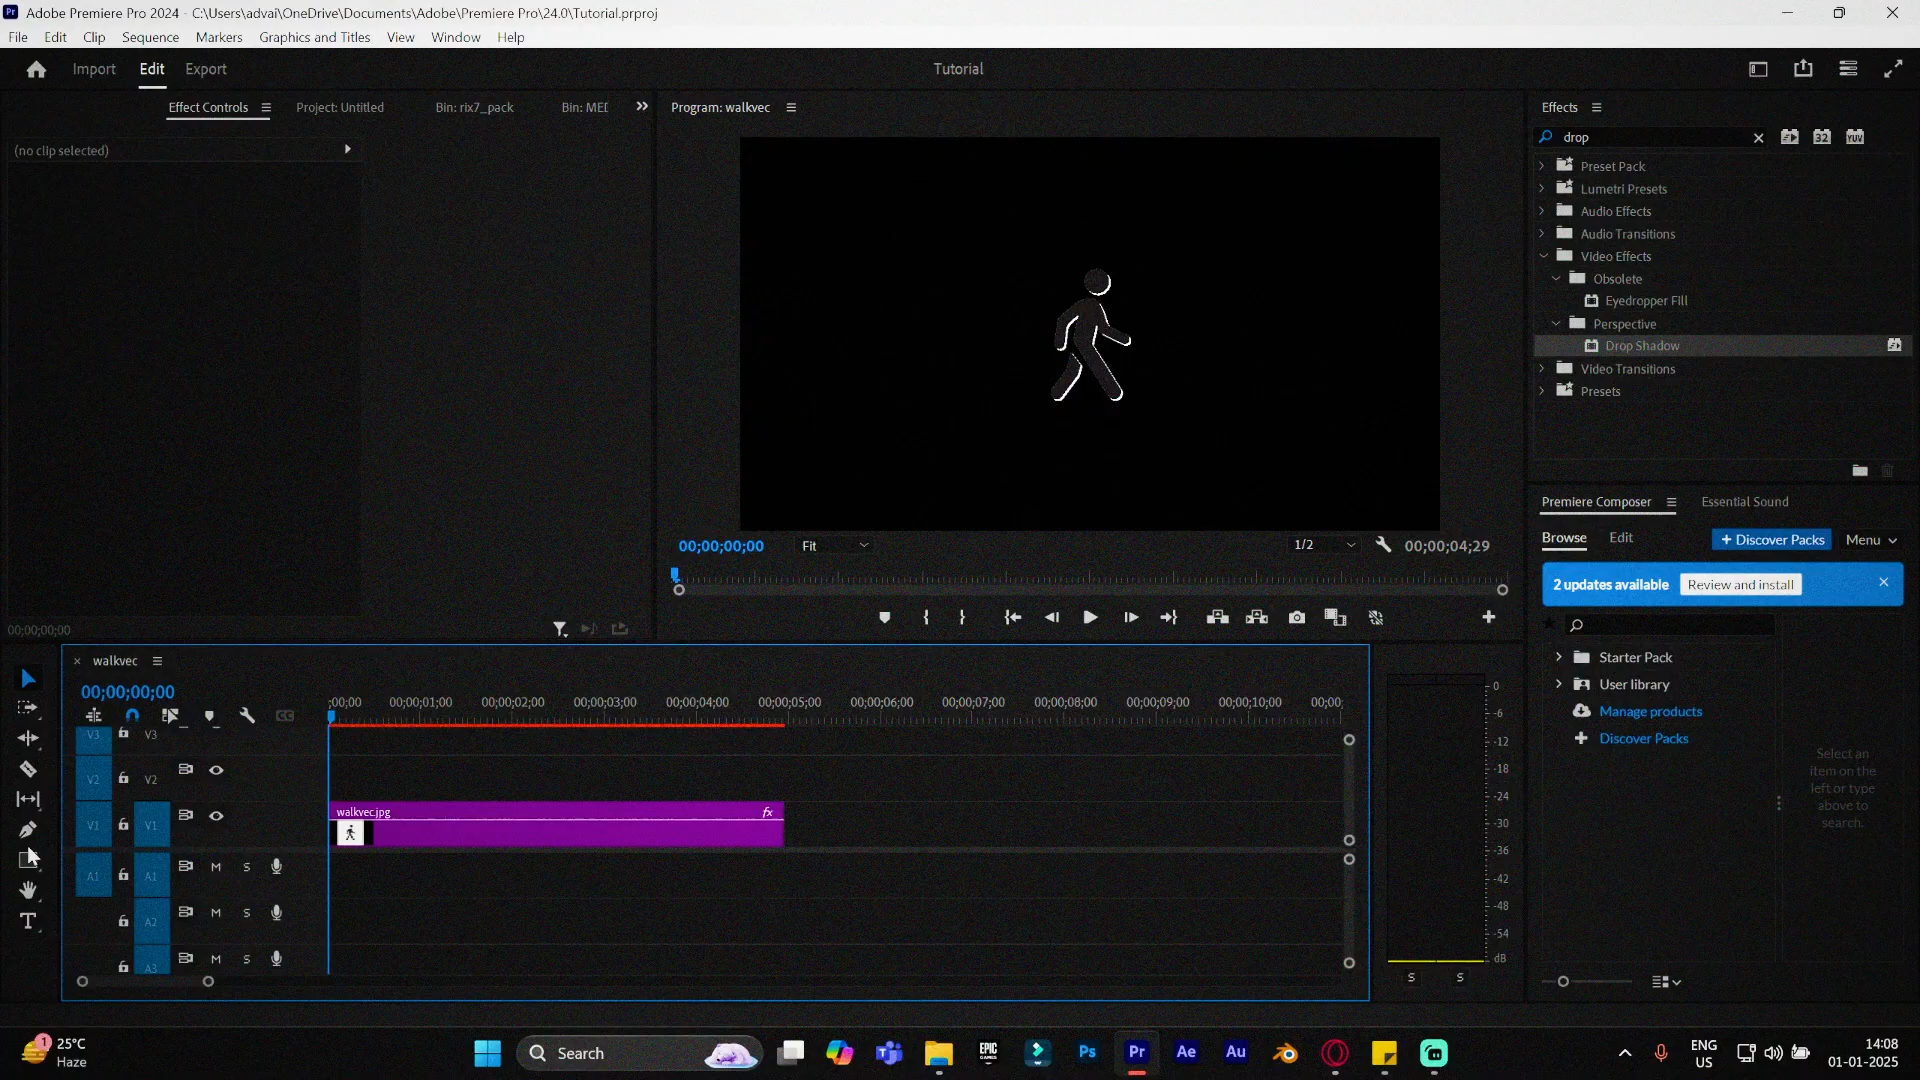 Adobe Premiere Pro 2024 - C:\Users\advai\OneDrive\Documents\Adobe\Premiere Pro\24.0\Tutorial.prproj
File Edit Clip Sequence Markers Graphics and Titles View Window Help
Import Edit Export
Tutorial
Effect Controls
Project: Untitled
Bin: rix7_pack
Bin: MEI
(no clip selected)
00;00;00;00
Program: walkvec
00;00;00;00
Fit
1/2
00;00;04;29
Effects
drop
32
YUV
Preset Pack
Lumetri Presets
Audio Effects
Audio Transitions
Video Effects
Obsolete
Eyedropper Fill
Perspective
Drop Shadow
Video Transitions
Presets
Premiere Composer
Essential Sound
Browse
Edit
+ Discover Packs
Menu
2 updates available
Review and install
Starter Pack
User library
Manage products
Discover Packs
Select an
item on the
left or type
above to
search.
walkvec
00;00;00;00
;00;00 00;00;01;00 00;00;02;00 00;00;03;00 00;00;04;00 00;00;05;00 00;00;06;00 00;00;07;00 00;00;08;00 00;00;09;00 00;00;10;00 00;00;
V3 V3
V2 V2
V1 V1
walkvec.jpg fx
A1 A1 M S
A2 M S
A3 M S
0
-6
-12
-18
-24
-30
-36
-42
-48
-54
dB
S S
1
25°C
Haze
Search
EPIC
GAMES
Ps
Pr
Ae
Au
ENG
US
14:08
01-01-2025